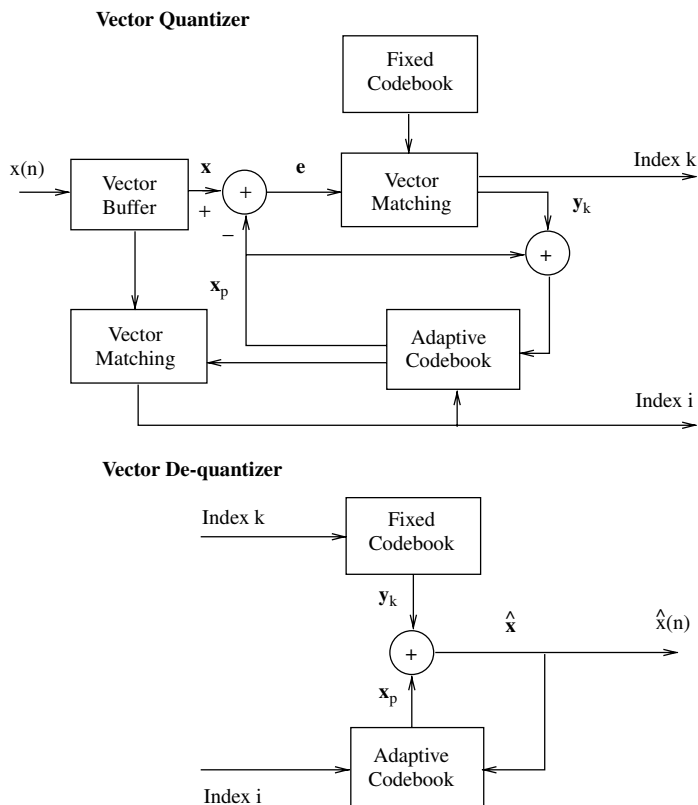 Vector Quantizer
Fixed
Codebook
x(n)
Vector
Buffer
x
+
−
+
e
Vector
Matching
Index k
y_k
+
x_p
Vector
Matching
Adaptive
Codebook
Index i
Vector De-quantizer
Index k
Fixed
Codebook
y_k
+
x̂
x̂(n)
x_p
Adaptive
Codebook
Index i